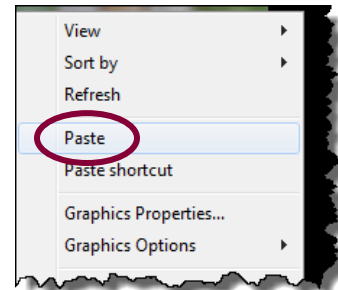 View
Sort by
Refresh
Paste
Paste shortcut
Graphics Properties...
Graphics Options